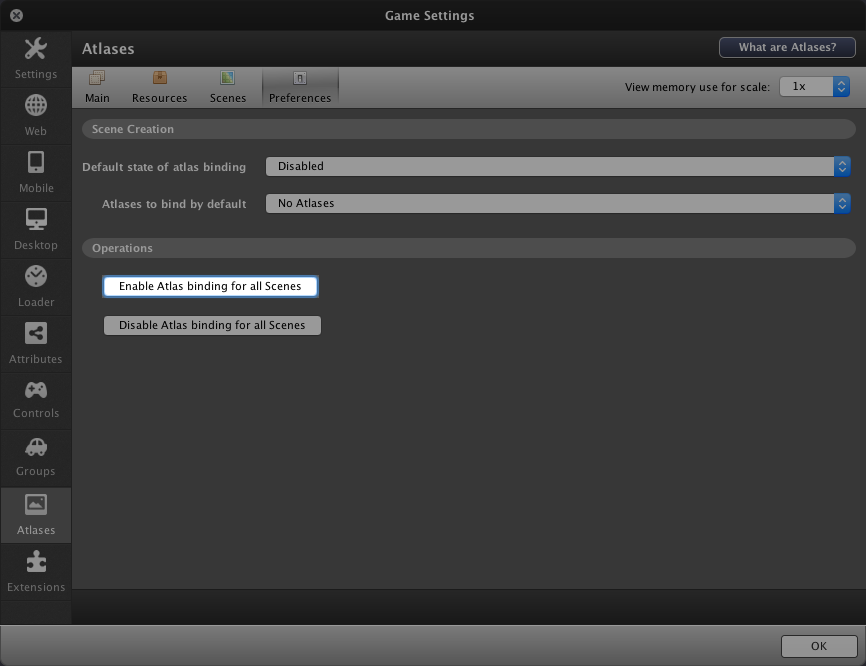 Game Settings
Settings
Web
Mobile
Desktop
Loader
Attributes
Controls
Groups
Atlases
Extensions
Atlases
What are Atlases?
Main
Resources
Scenes
Preferences
View memory use for scale:
1x
Scene Creation
Default state of atlas binding
Disabled
Atlases to bind by default
No Atlases
Operations
Enable Atlas binding for all Scenes
Disable Atlas binding for all Scenes
OK